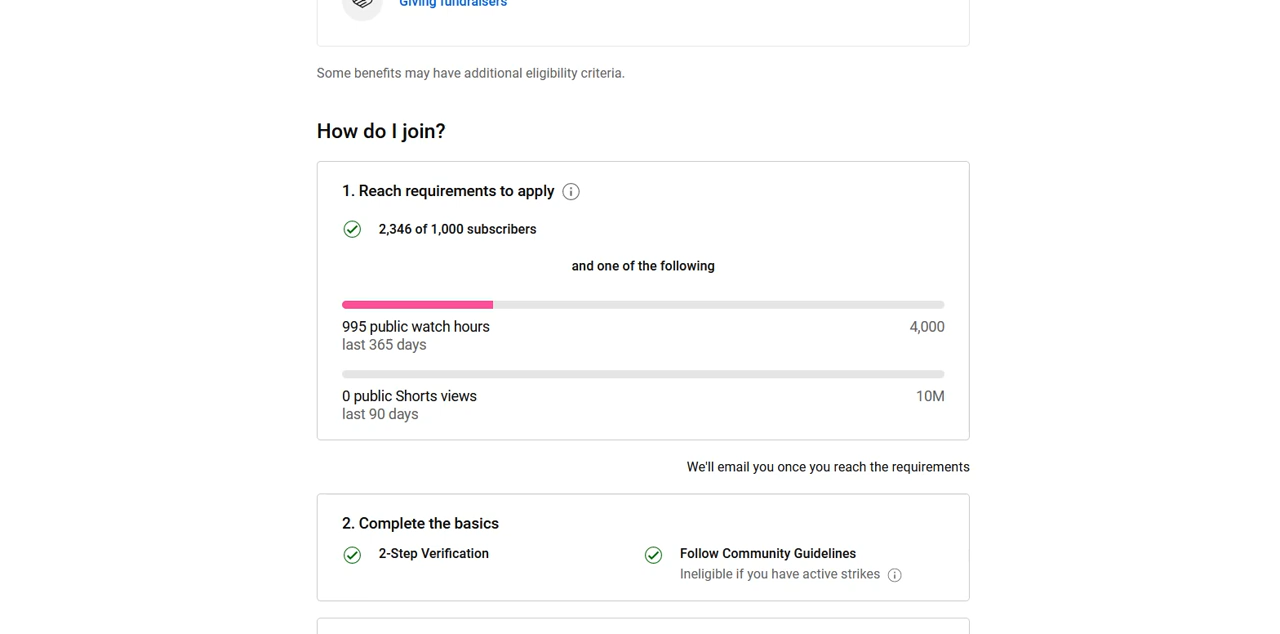 Giving fundraisers
Some benefits may have additional eligibility criteria.
How do I join?
1. Reach requirements to apply
2,346 of 1,000 subscribers
and one of the following
995 public watch hours 4,000
last 365 days
0 public Shorts views 10M
last 90 days
We'll email you once you reach the requirements
2. Complete the basics
2-Step Verification
Follow Community Guidelines
Ineligible if you have active strikes